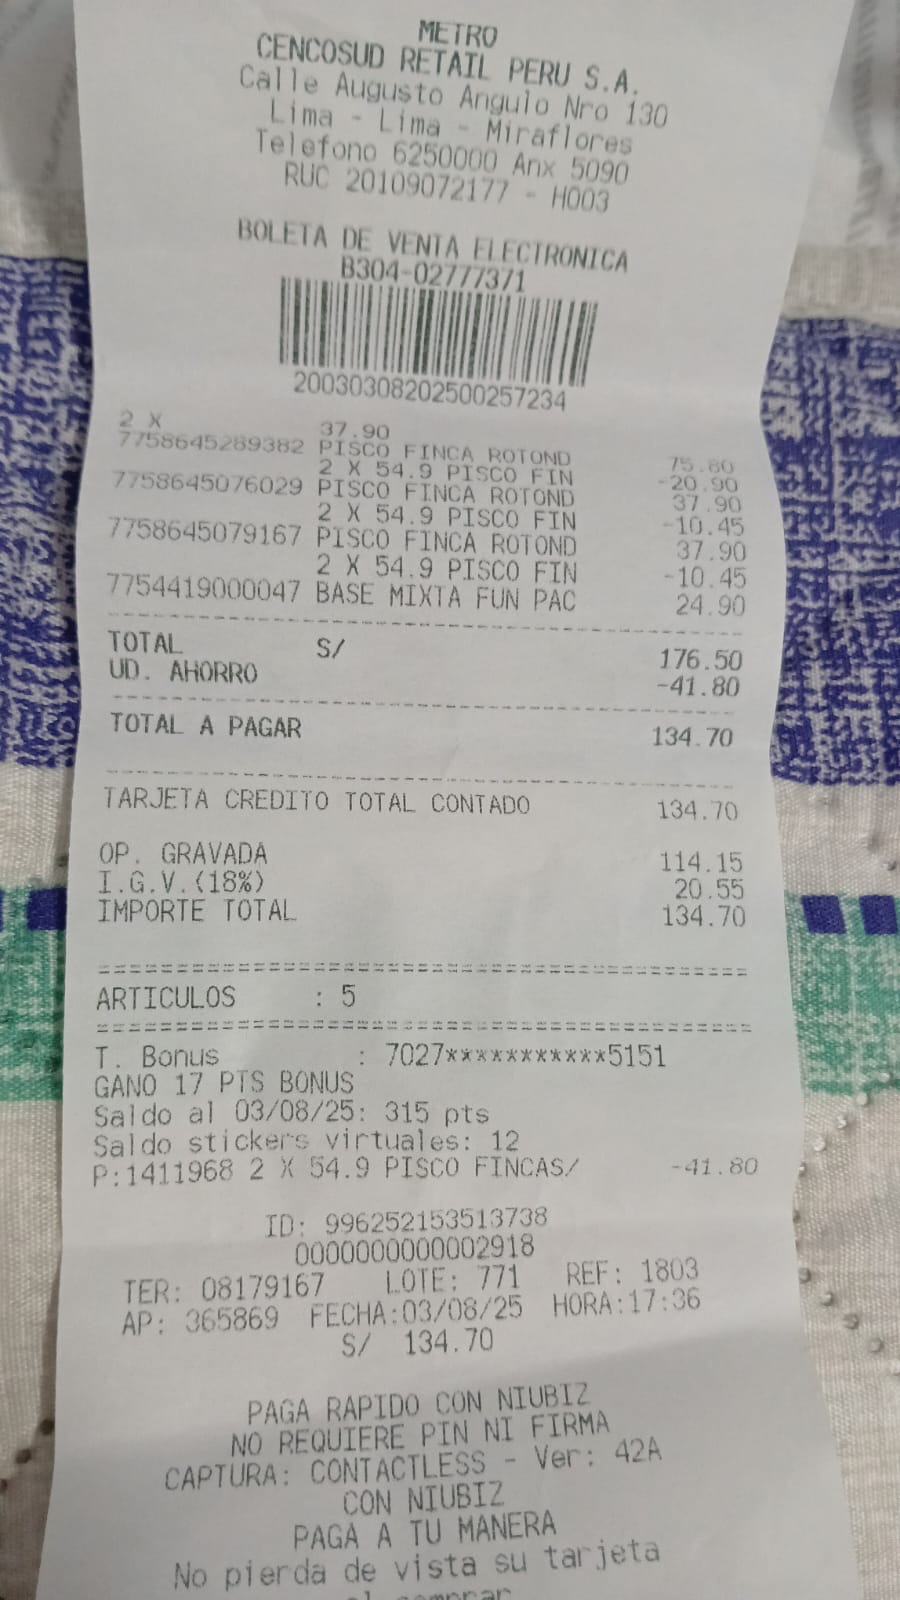 METRO
CENCOSUD RETAIL PERU S.A.
Calle Augusto Angulo Nro 130
Lima - Lima - Miraflores
Telefono 6250000 Anx 5090
RUC 20109072177 - H003
BOLETA DE VENTA ELECTRONICA
B304-02777371
20030308202500257234
2 X 37.90
7758645289382 PISCO FINCA ROTOND 75.80
2 X 54.9 PISCO FIN -20.90
7758645076029 PISCO FINCA ROTOND 37.90
2 X 54.9 PISCO FIN -10.45
7758645079167 PISCO FINCA ROTOND 37.90
2 X 54.9 PISCO FIN -10.45
7754419000047 BASE MIXTA FUN PAC 24.90
TOTAL S/ 176.50
UD. AHORRO -41.80
TOTAL A PAGAR 134.70
TARJETA CREDITO TOTAL CONTADO 134.70
OP. GRAVADA 114.15
I.G.V.(18%) 20.55
IMPORTE TOTAL 134.70
ARTICULOS : 5
T. Bonus : 7027***********5151
GANO 17 PTS BONUS
Saldo al 03/08/25: 315 pts
Saldo stickers virtuales: 12
P:1411968 2 X 54.9 PISCO FINCAS/ -41.80
ID: 996252153513738
0000000000002918
TER: 08179167 LOTE: 771 REF: 1803
AP: 365869 FECHA:03/08/25 HORA:17:36
S/ 134.70
PAGA RAPIDO CON NIUBIZ
NO REQUIERE PIN NI FIRMA
CAPTURA: CONTACTLESS - Ver: 42A
CON NIUBIZ
PAGA A TU MANERA
No pierda de vista su tarjeta
al comprar